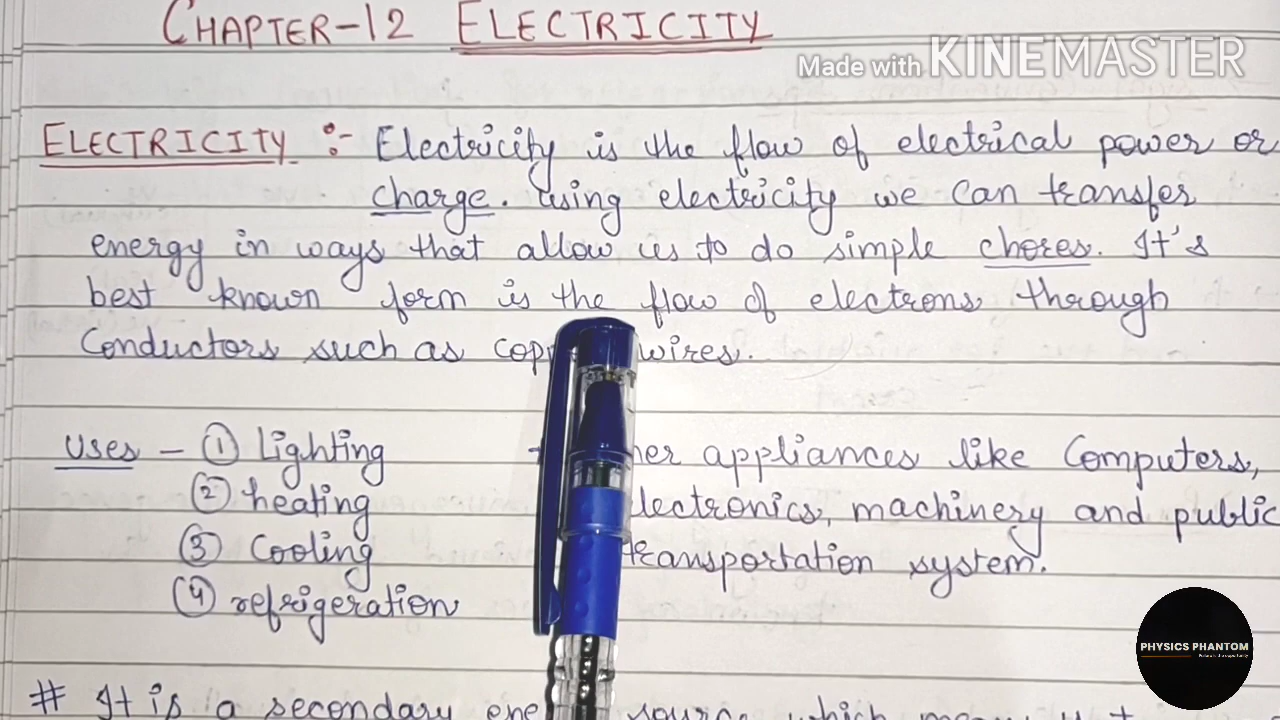 CHAPTER-12 ELECTRICITY
Made with KINEMASTER
ELECTRICITY :- Electricity is the flow of electrical power or
charge. Using electricity we can transfer
energy in ways that allow us to do simple chores. It's
best known form is the flow of electrons through
Conductors such as wires.
Uses - ① Lighting appliances like Computers,
② heating machinery and public
③ Cooling transportation system.
④ refrigeration
PHYSICS PHANTOM
# It is a secondary